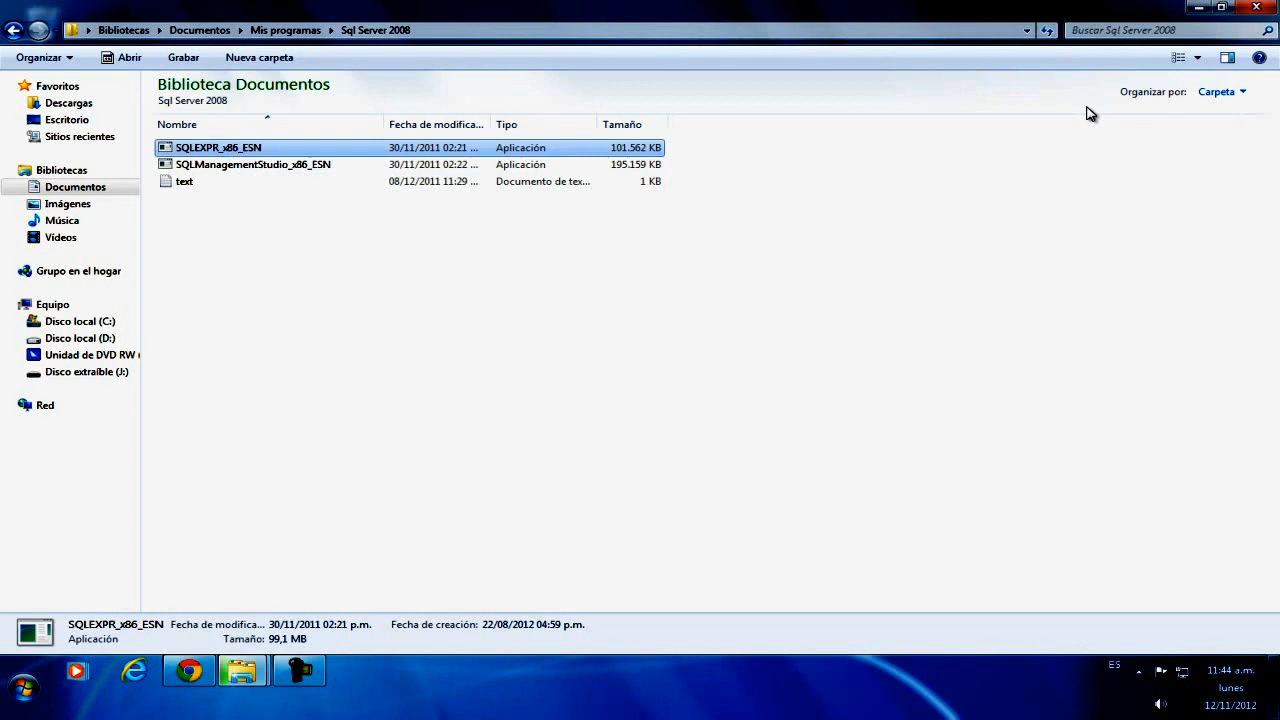 Bibliotecas Documentos Mis programas Sql Server 2008 Buscar Sql Server 2008
Organizar Abrir Grabar Nueva carpeta
Favoritos
Descargas
Escritorio
Sitios recientes
Bibliotecas
Documentos
Imágenes
Música
Vídeos
Grupo en el hogar
Equipo
Disco local (C:)
Disco local (D:)
Unidad de DVD RW (
Disco extraíble (J:)
Red
Biblioteca Documentos
Sql Server 2008
Organizar por: Carpeta
Nombre Fecha de modifica... Tipo Tamaño
SQLEXPR_x86_ESN 30/11/2011 02:21 ... Aplicación 101.562 KB
SQLManagementStudio_x86_ESN 30/11/2011 02:22 ... Aplicación 195.159 KB
text 08/12/2011 11:29 ... Documento de tex... 1 KB
SQLEXPR_x86_ESN Fecha de modifica... 30/11/2011 02:21 p.m. Fecha de creación: 22/08/2012 04:59 p.m.
Aplicación Tamaño: 99,1 MB
ES
11:44 a.m.
lunes
12/11/2012